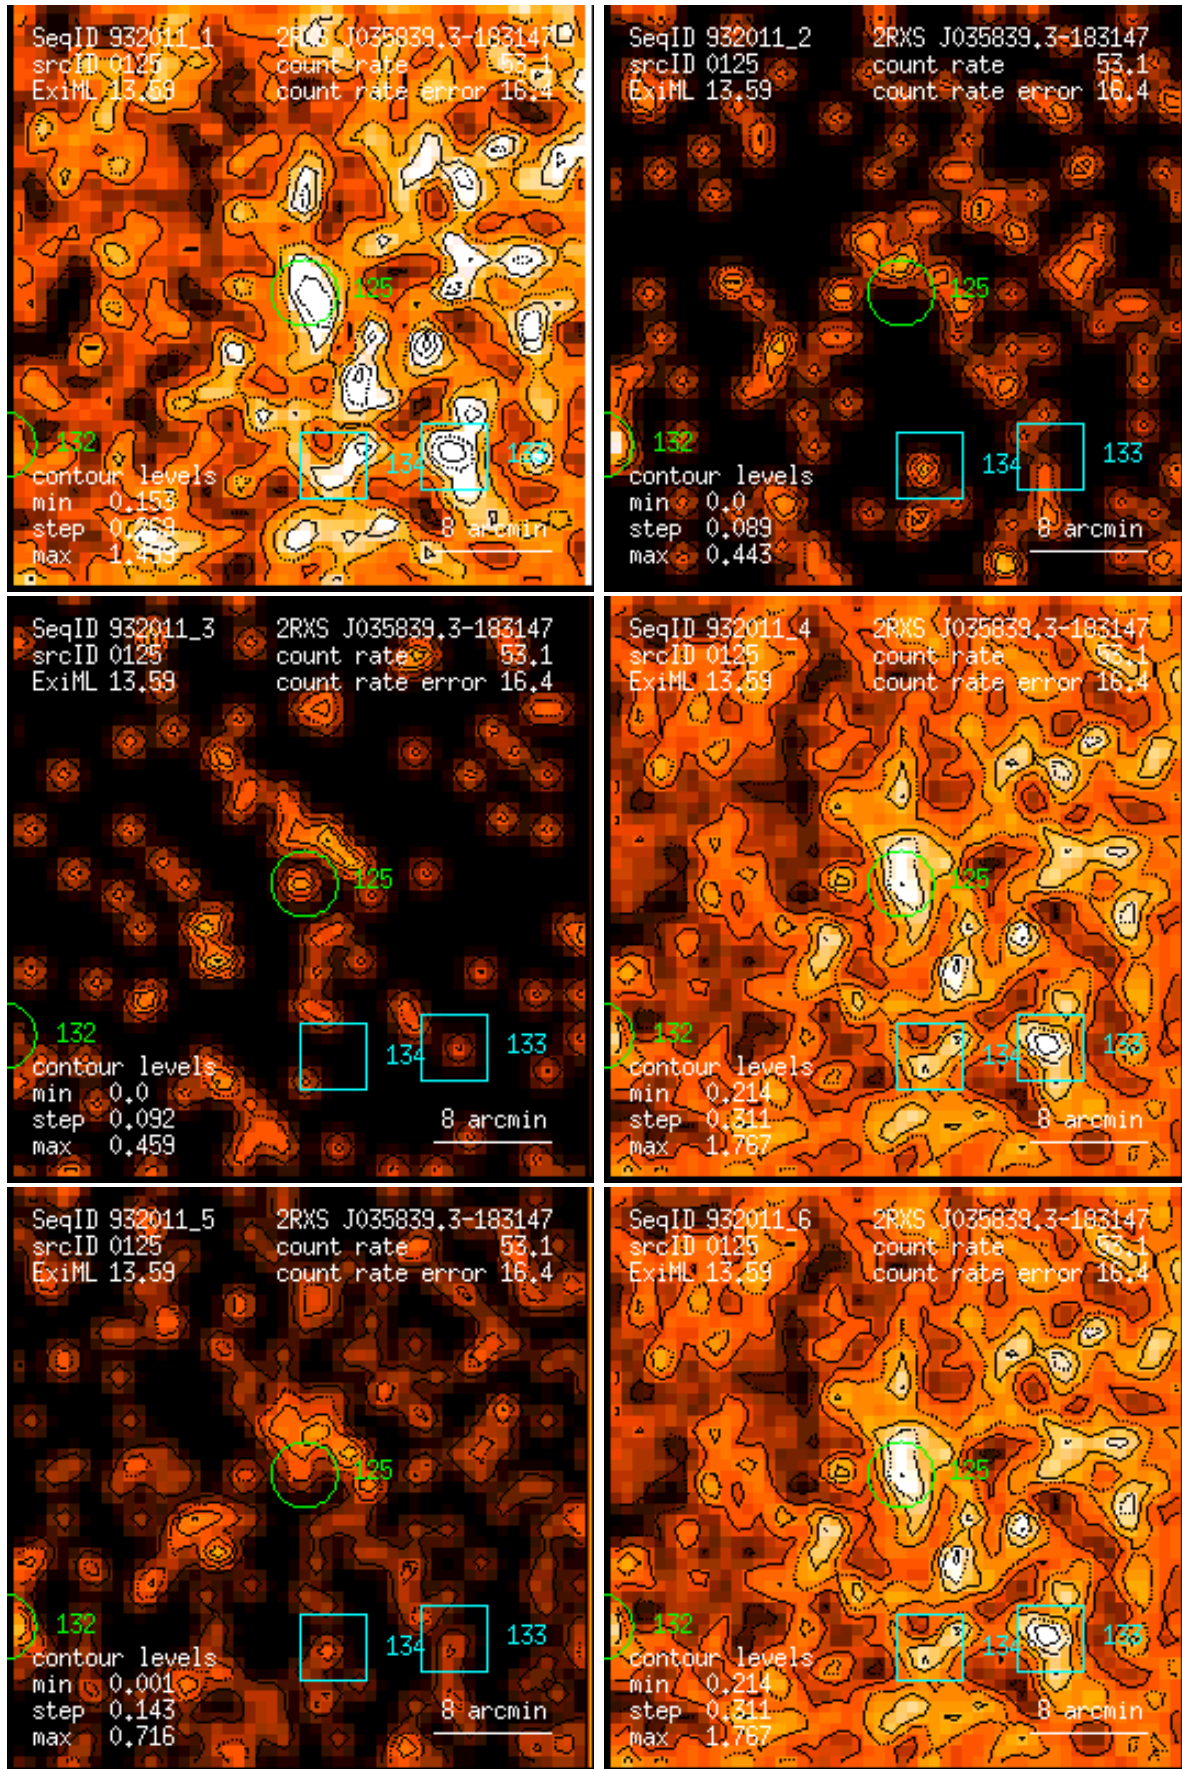 SeqID 932011_1 2RXS J035839.3-183147
srcID 0125 count rate 53.1
ExiML 13.59 count rate error 16.4
125
132
134 133
contour levels
min 0.153
step 0.269 8 arcmin
max 1.459
SeqID 932011_2 2RXS J035839.3-183147
srcID 0125 count rate 53.1
ExiML 13.59 count rate error 16.4
125
132
134 133
contour levels
min 0.0
step 0.089 8 arcmin
max 0.443
SeqID 932011_3 2RXS J035839.3-183147
srcID 0125 count rate 53.1
ExiML 13.59 count rate error 16.4
125
132
134 133
contour levels
min 0.0
step 0.092 8 arcmin
max 0.459
SeqID 932011_4 2RXS J035839.3-183147
srcID 0125 count rate 53.1
ExiML 13.59 count rate error 16.4
125
132
134 133
contour levels
min 0.214
step 0.311 8 arcmin
max 1.767
SeqID 932011_5 2RXS J035839.3-183147
srcID 0125 count rate 53.1
ExiML 13.59 count rate error 16.4
125
132
134 133
contour levels
min 0.001
step 0.143 8 arcmin
max 0.716
SeqID 932011_6 2RXS J035839.3-183147
srcID 0125 count rate 53.1
ExiML 13.59 count rate error 16.4
125
132
134 133
contour levels
min 0.214
step 0.311 8 arcmin
max 1.767